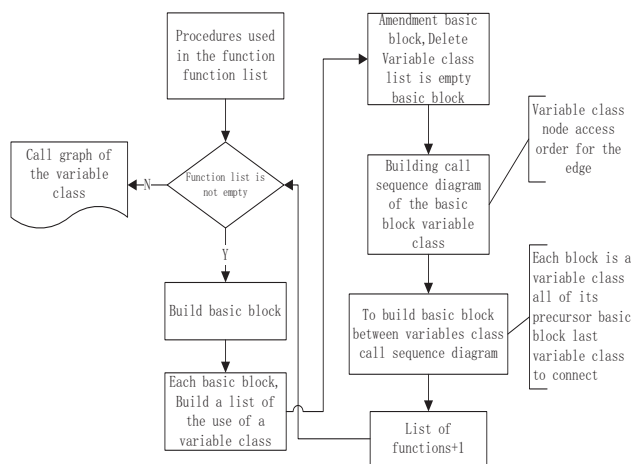 Procedures used
in the function
function list
Function list is
not empty
N
Call graph of
the variable
class
Y
Build basic block
Each basic block,
Build a list of
the use of a
variable class
Amendment basic
block,Delete
Variable class
list is empty
basic block
Variable class
node access
order for the
edge
Building call
sequence diagram
of the basic
block variable
class
To build basic block
between variables class
call sequence diagram
Each block is a
variable class
all of its
precursor basic
block last
variable class
to connect
List of
functions+1